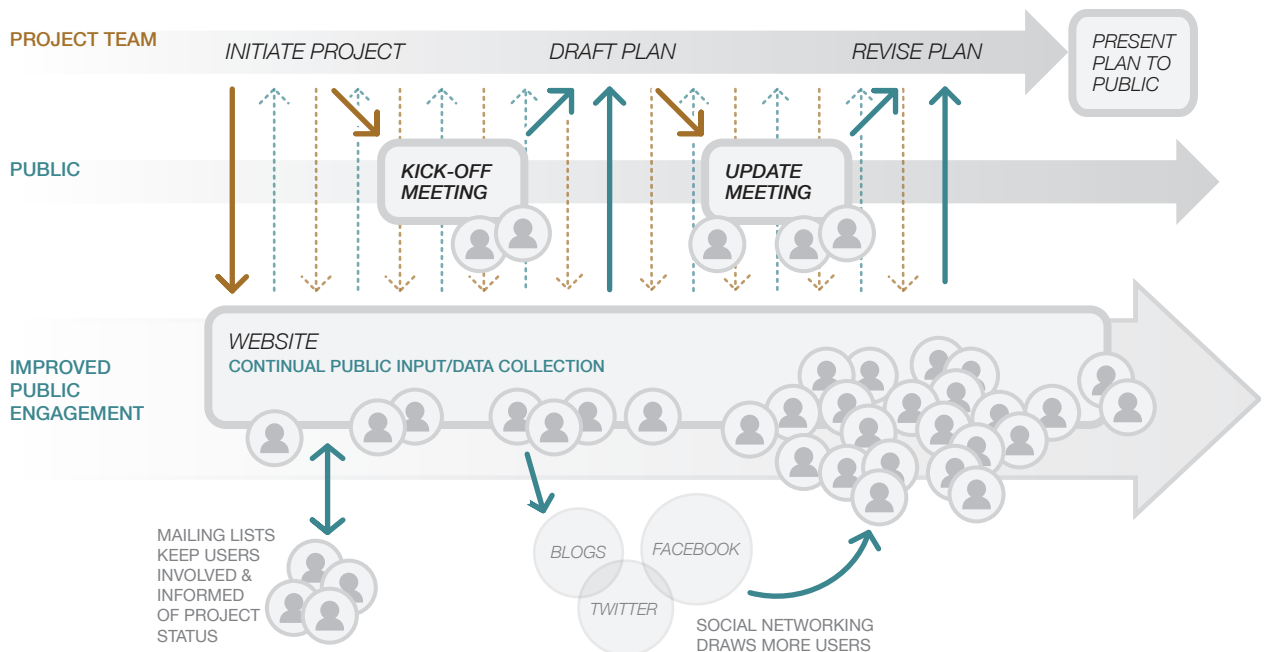 PROJECT TEAM
INITIATE PROJECT
DRAFT PLAN
REVISE PLAN
PRESENT
PLAN TO
PUBLIC
PUBLIC
KICK-OFF
MEETING
UPDATE
MEETING
IMPROVED
PUBLIC
ENGAGEMENT
WEBSITE
CONTINUAL PUBLIC INPUT/DATA COLLECTION
MAILING LISTS
KEEP USERS
INVOLVED &
INFORMED
OF PROJECT
STATUS
BLOGS
FACEBOOK
TWITTER
SOCIAL NETWORKING
DRAWS MORE USERS